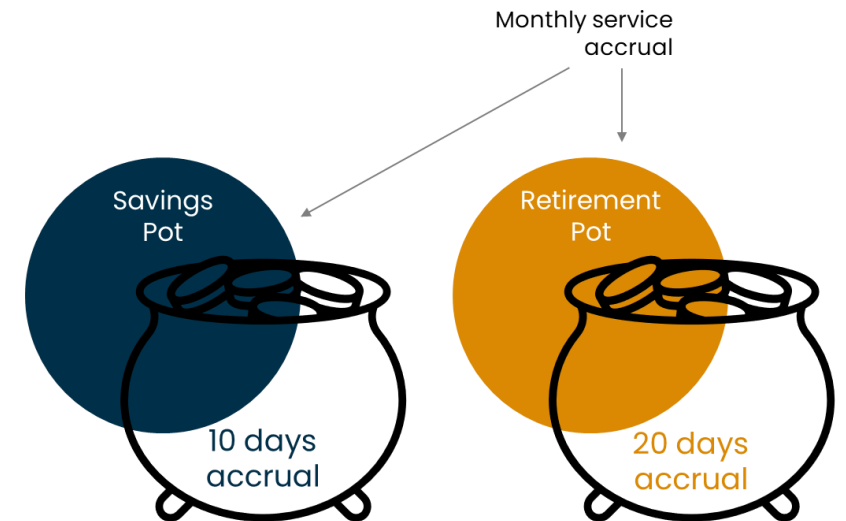 Monthly service
accrual
Savings
Pot
Retirement
Pot
10 days
accrual
20 days
accrual